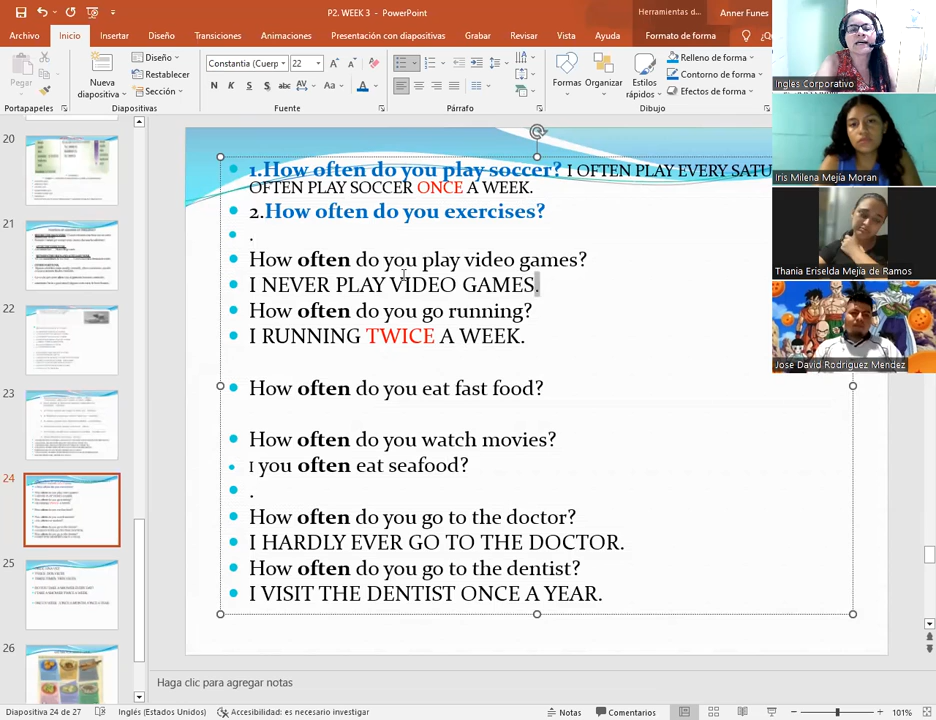 P2. WEEK 3 - PowerPoint
Herramientas d...
Anner Funes
Archivo
Inicio
Insertar
Diseño
Transiciones
Animaciones
Presentación con diapositivas
Grabar
Revisar
Vista
Ayuda
Formato de forma
Pegar
Nueva
diapositiva
Diseño
Restablecer
Sección
Constantia (Cuerp
22
N
Aa
A
Formas
Organizar
Estilos
rápidos
Relleno de forma
Contorno de forma
Efectos de forma
Portapapeles
Diapositivas
Fuente
Párrafo
Dibujo
Ingles Corporativo
Iris Milena Mejía Moran
Thania Eriselda Mejía de Ramos
Jose David Rodriguez Mendez
20
21
22
23
24
25
26
1.How often do you play soccer? I OFTEN PLAY EVERY SATU
OFTEN PLAY SOCCER ONCE A WEEK.
2.How often do you exercises?
.
How often do you play video games?
I NEVER PLAY VIDEO GAMES.
How often do you go running?
I RUNNING TWICE A WEEK.
How often do you eat fast food?
How often do you watch movies?
I you often eat seafood?
.
How often do you go to the doctor?
I HARDLY EVER GO TO THE DOCTOR.
How often do you go to the dentist?
I VISIT THE DENTIST ONCE A YEAR.
Haga clic para agregar notas
Diapositiva 24 de 27
Inglés (Estados Unidos)
Accesibilidad: es necesario investigar
Notas
Comentarios
101%